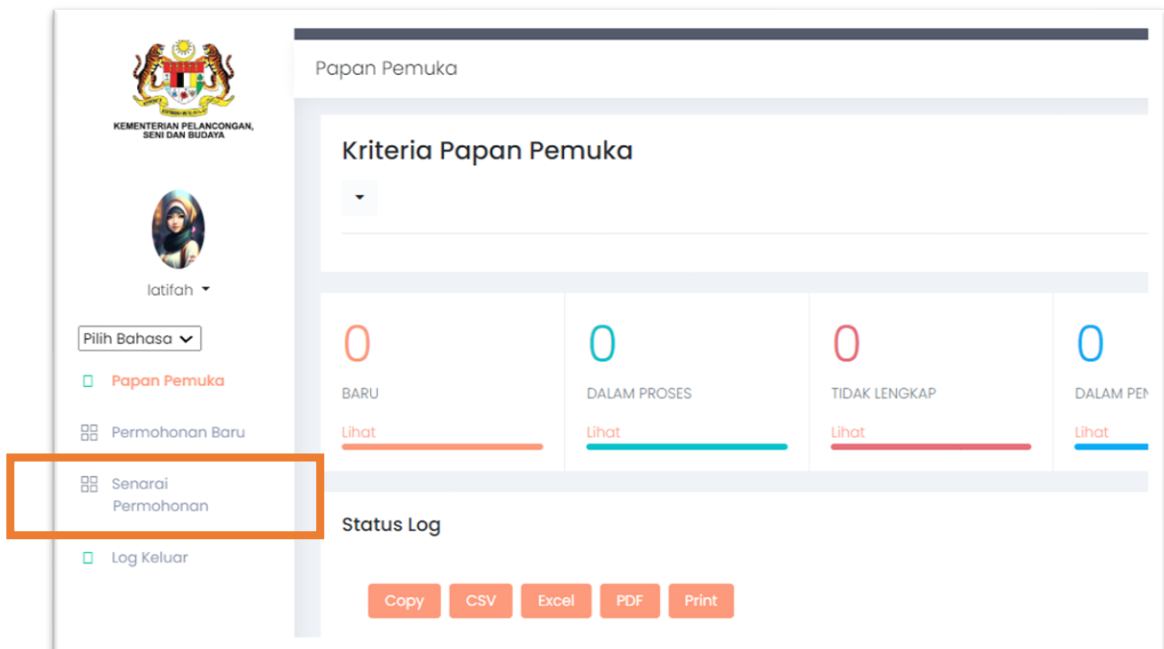 KEMENTERIAN PELANCONGAN,
SENI DAN BUDAYA
latifah
Pilih Bahasa
Papan Pemuka
Permohonan Baru
Senarai
Permohonan
Log Keluar
Papan Pemuka
Kriteria Papan Pemuka
0 0 0 0
BARU DALAM PROSES TIDAK LENGKAP DALAM PEN
Lihat Lihat Lihat Lihat
Status Log
Copy CSV Excel PDF Print